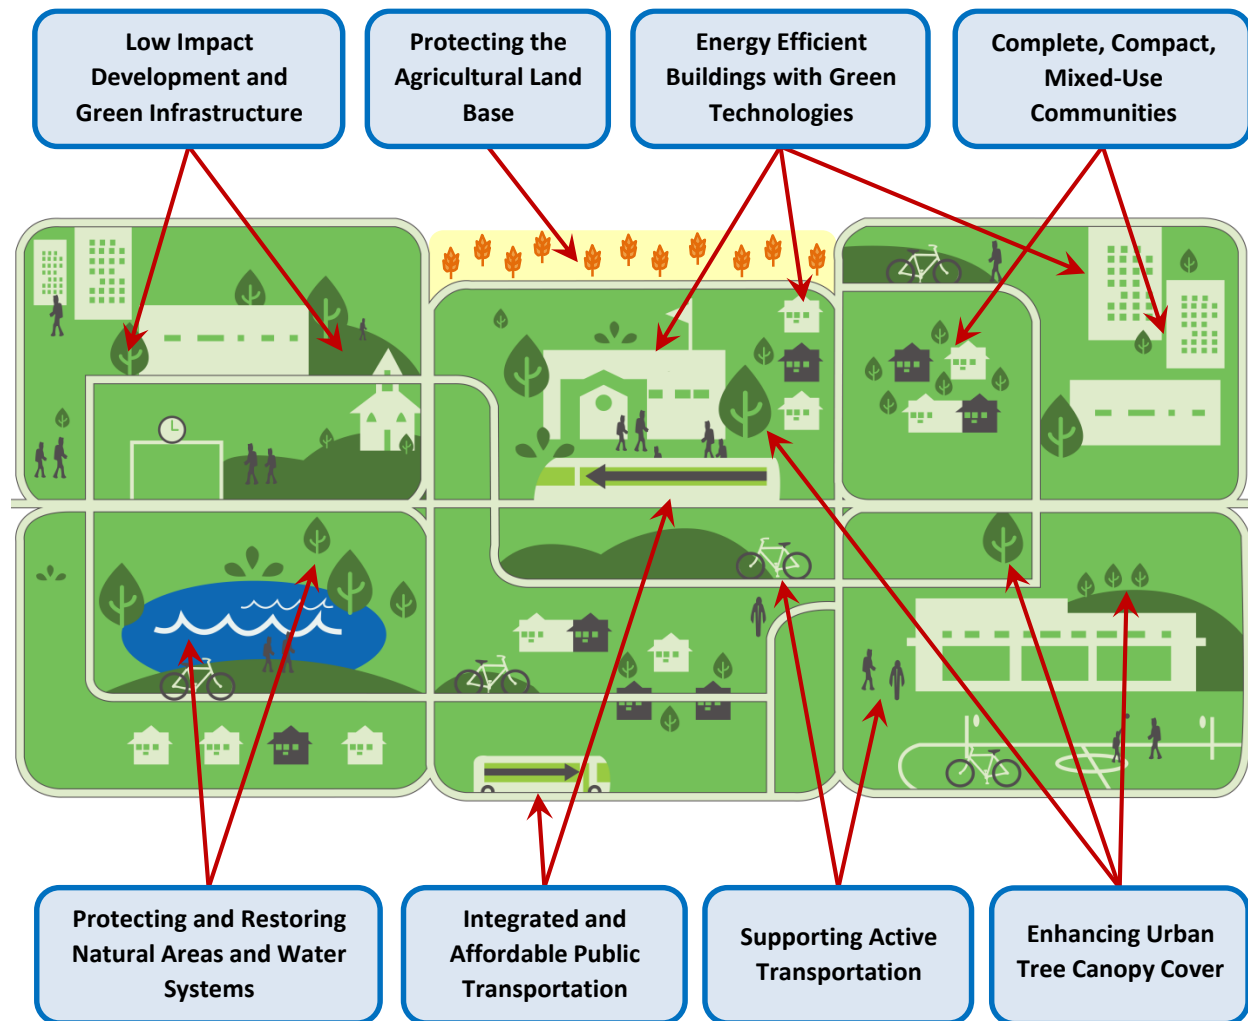 Low Impact
Development and
Green Infrastructure
Protecting the
Agricultural Land
Base
Energy Efficient
Buildings with Green
Technologies
Complete, Compact,
Mixed-Use
Communities
Protecting and Restoring
Natural Areas and Water
Systems
Integrated and
Affordable Public
Transportation
Supporting Active
Transportation
Enhancing Urban
Tree Canopy Cover